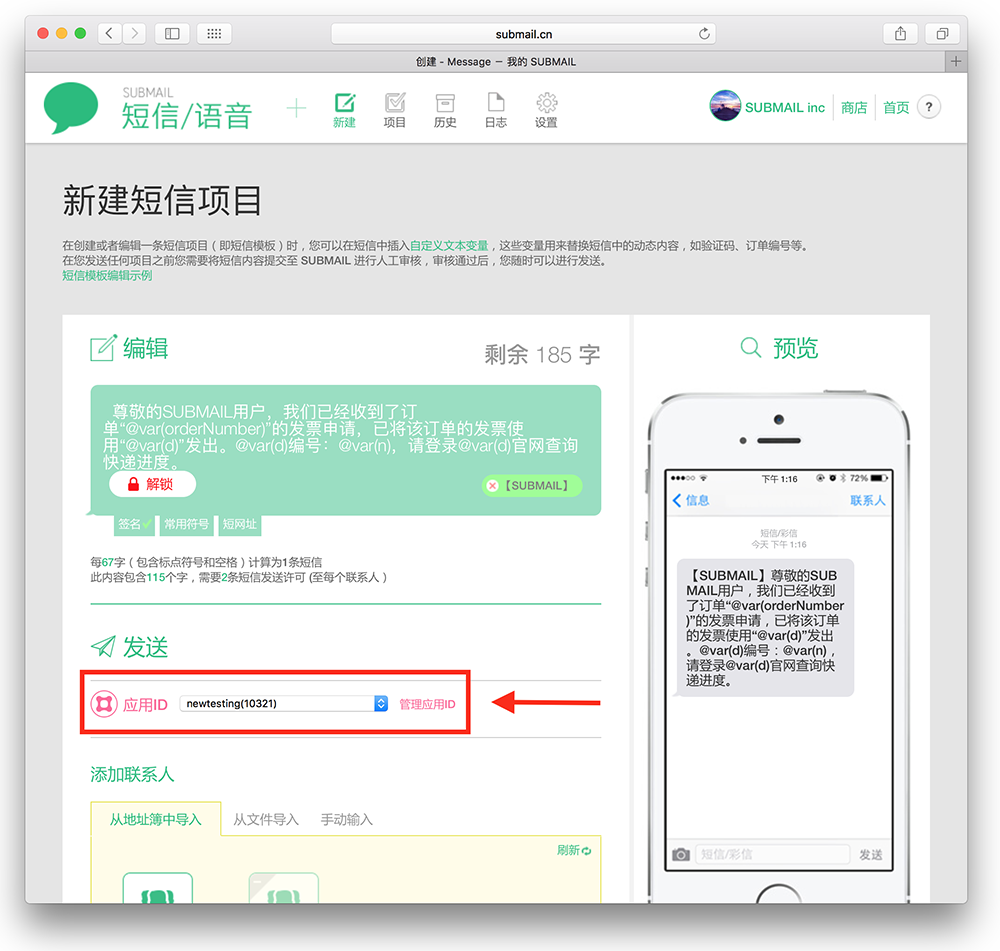 submail.cn
创建 - Message — 我的 SUBMAIL
SUBMAIL
短信/语音
新建
项目
历史
日志
设置
SUBMAIL inc
商店
首页
?
新建短信项目
在创建或者编辑一条短信项目（即短信模板）时，您可以在短信中插入自定义文本变量，这些变量用来替换短信中的动态内容，如验证码、订单编号等。
在您发送任何项目之前您需要将短信内容提交至 SUBMAIL 进行人工审核，审核通过后，您随时可以进行发送。
短信模板编辑示例
编辑
剩余 185 字
尊敬的SUBMAIL用户，我们已经收到了订
单“@var(orderNumber)”的发票申请，已将该订单的发票使
用“@var(d)”发出。@var(d)编号：@var(n)，请登录@var(d)官网查询
快递进度。
解锁
【SUBMAIL】
签名
常用符号
短网址
每67字（包含标点符号和空格）计算为1条短信
此内容包含115个字，需要2条短信发送许可 (至每个联系人）
发送
应用ID
newtesting(10321)
管理应用ID
添加联系人
从地址簿中导入
从文件导入
手动输入
刷新
预览
下午 1:16
72%
信息
联系人
短信/彩信
今天 下午 1:16
【SUBMAIL】尊敬的SUB
MAIL用户，我们已经收到
了订单“@var(orderNumber
)”的发票申请，已将该订单
的发票使用“@var(d)”发出
。@var(d)编号：@var(n)，
请登录@var(d)官网查询快
递进度。
短信/彩信
发送